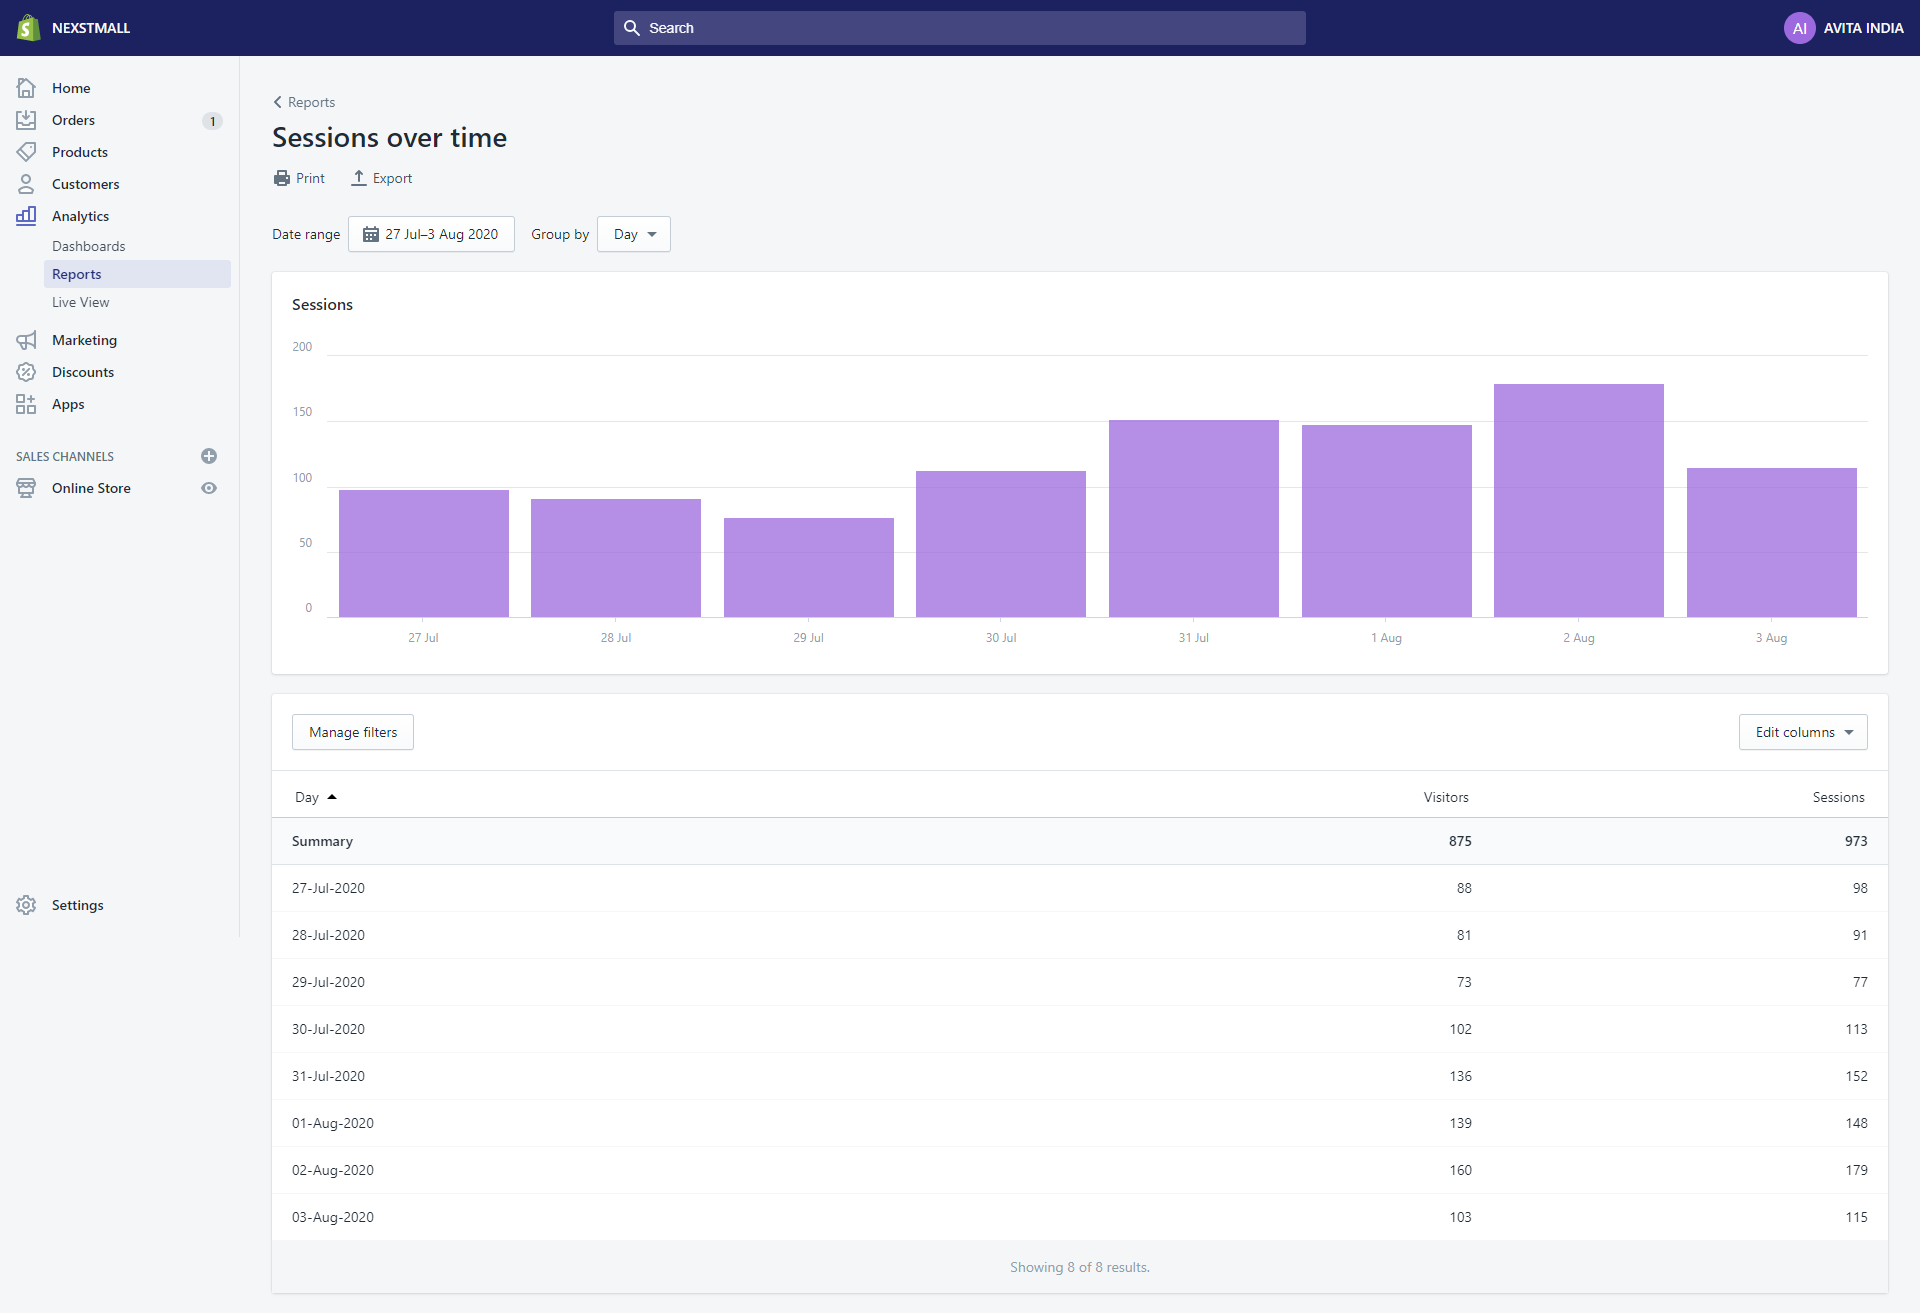 NEXSTMALL
Search
AI AVITA INDIA
Home
Orders 1
Products
Customers
Analytics
Dashboards
Reports
Live View
Marketing
Discounts
Apps
SALES CHANNELS
Online Store
Settings
Reports
Sessions over time
Print Export
Date range 27 Jul–3 Aug 2020 Group by Day
Sessions
200
150
100
50
0
27 Jul 28 Jul 29 Jul 30 Jul 31 Jul 1 Aug 2 Aug 3 Aug
Manage filters Edit columns
Day Visitors Sessions
Summary 875 973
27-Jul-2020 88 98
28-Jul-2020 81 91
29-Jul-2020 73 77
30-Jul-2020 102 113
31-Jul-2020 136 152
01-Aug-2020 139 148
02-Aug-2020 160 179
03-Aug-2020 103 115
Showing 8 of 8 results.